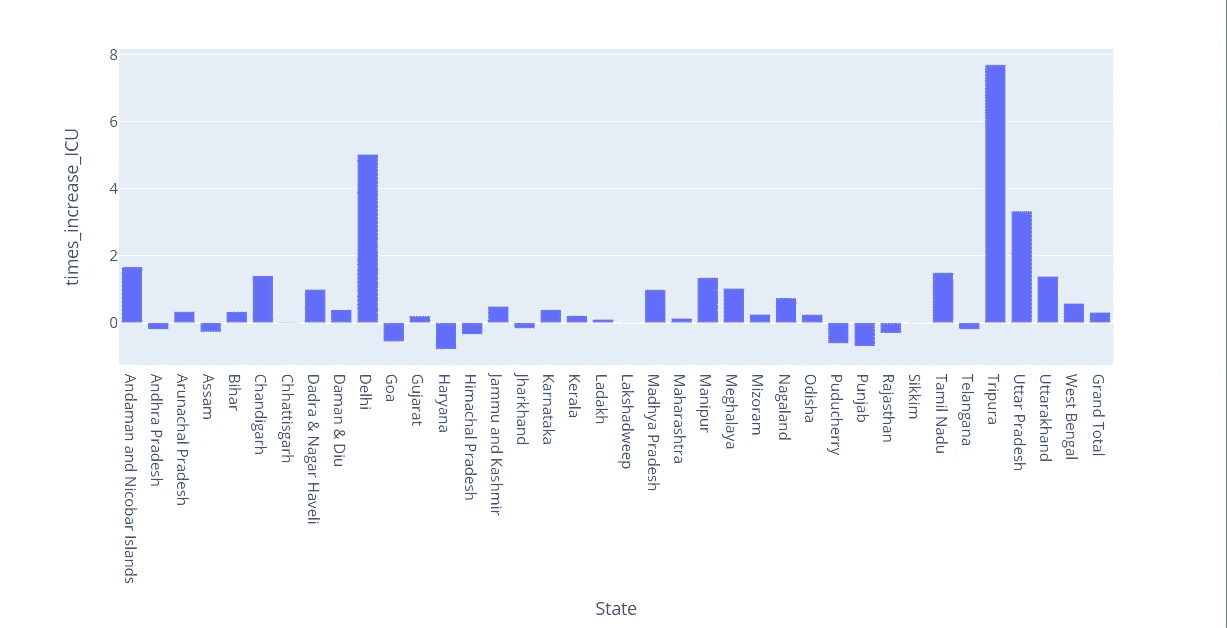 8
6
4
2
0
times_increase_ICU
Andaman and Nicobar Islands
Andhra Pradesh
Arunachal Pradesh
Assam
Bihar
Chandigarh
Chhattisgarh
Dadra & Nagar Haveli
Daman & Diu
Delhi
Goa
Gujarat
Haryana
Himachal Pradesh
Jammu and Kashmir
Jharkhand
Karnataka
Kerala
Ladakh
Lakshadweep
Madhya Pradesh
Maharashtra
Manipur
Meghalaya
Mizoram
Nagaland
Odisha
Puducherry
Punjab
Rajasthan
Sikkim
Tamil Nadu
Telangana
Tripura
Uttar Pradesh
Uttarakhand
West Bengal
Grand Total
State